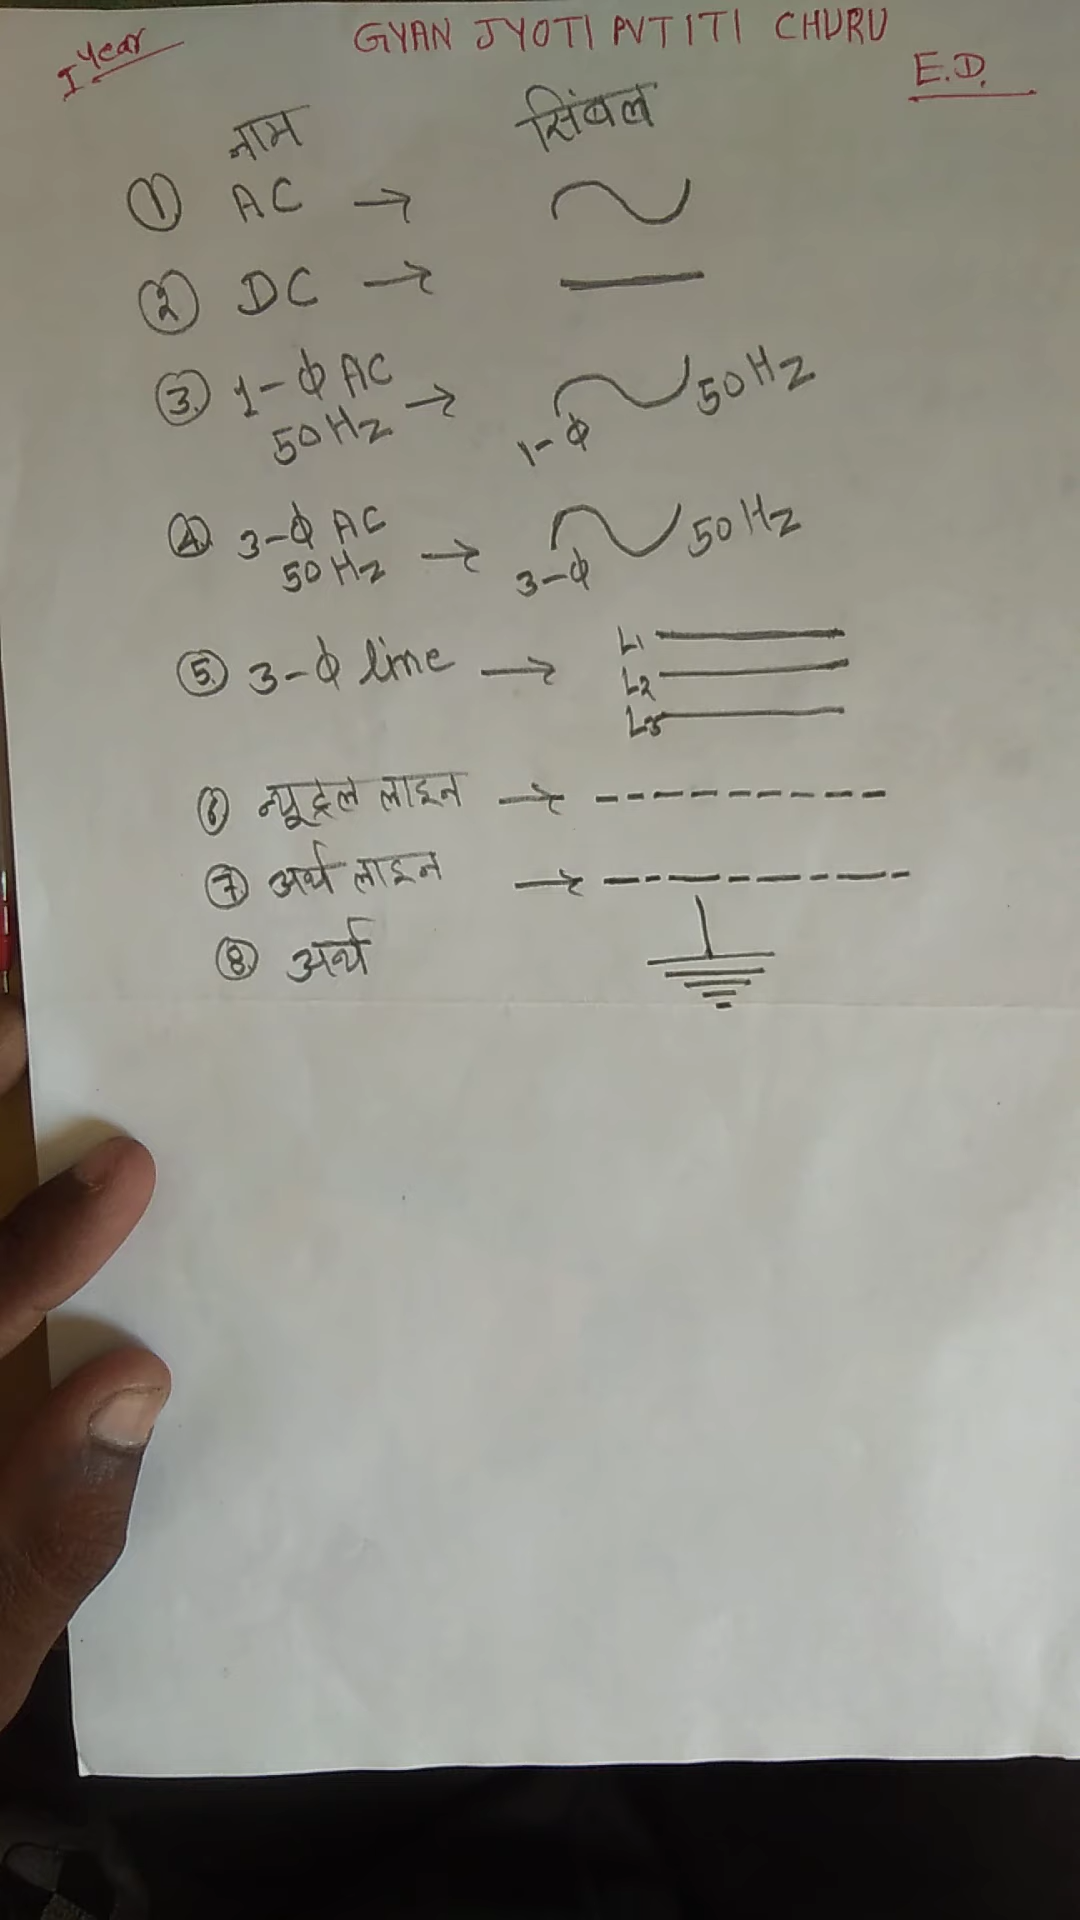 I Year
GYAN JYOTI PVT ITI CHURU
E.D.
नाम सिंबल
① AC →
② DC →
③ 1-ϕ AC
50 Hz → 1-ϕ 50 Hz
④ 3-ϕ AC
50 Hz → 3-ϕ 50 Hz
⑤ 3-ϕ line → L1
L2
L3
⑥ न्यूट्रल लाइन →
⑦ अर्थ लाइन →
⑧ अर्थ